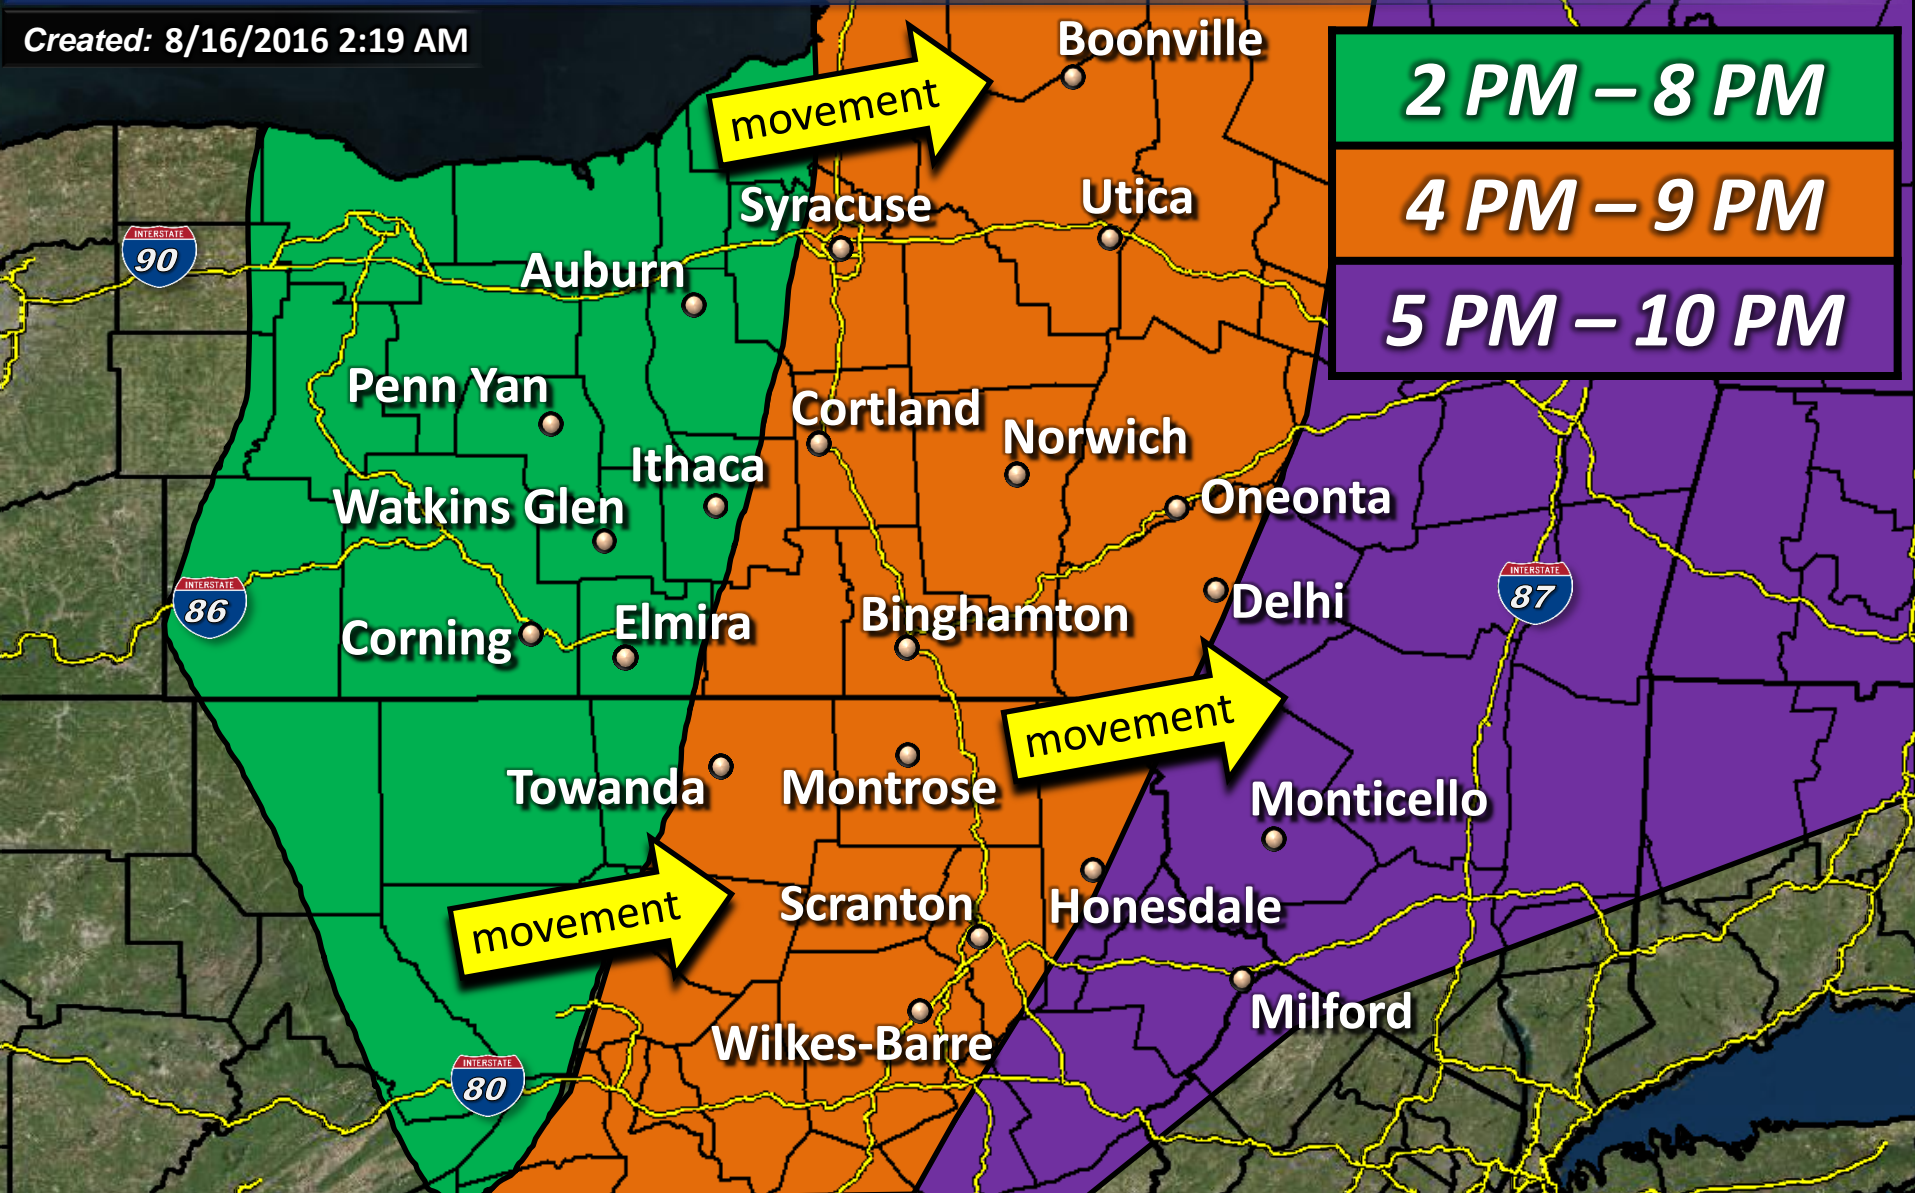 Created: 8/16/2016 2:19 AM
Boonville
2 PM – 8 PM
movement
4 PM – 9 PM
Syracuse
Utica
INTERSTATE
90
Auburn
5 PM – 10 PM
Penn Yan
Cortland
Norwich
Ithaca
Watkins Glen
Oneonta
INTERSTATE
86
INTERSTATE
87
Corning
Elmira
Binghamton
Delhi
movement
Towanda
Montrose
Monticello
movement
Scranton
Honesdale
Milford
Wilkes-Barre
INTERSTATE
80